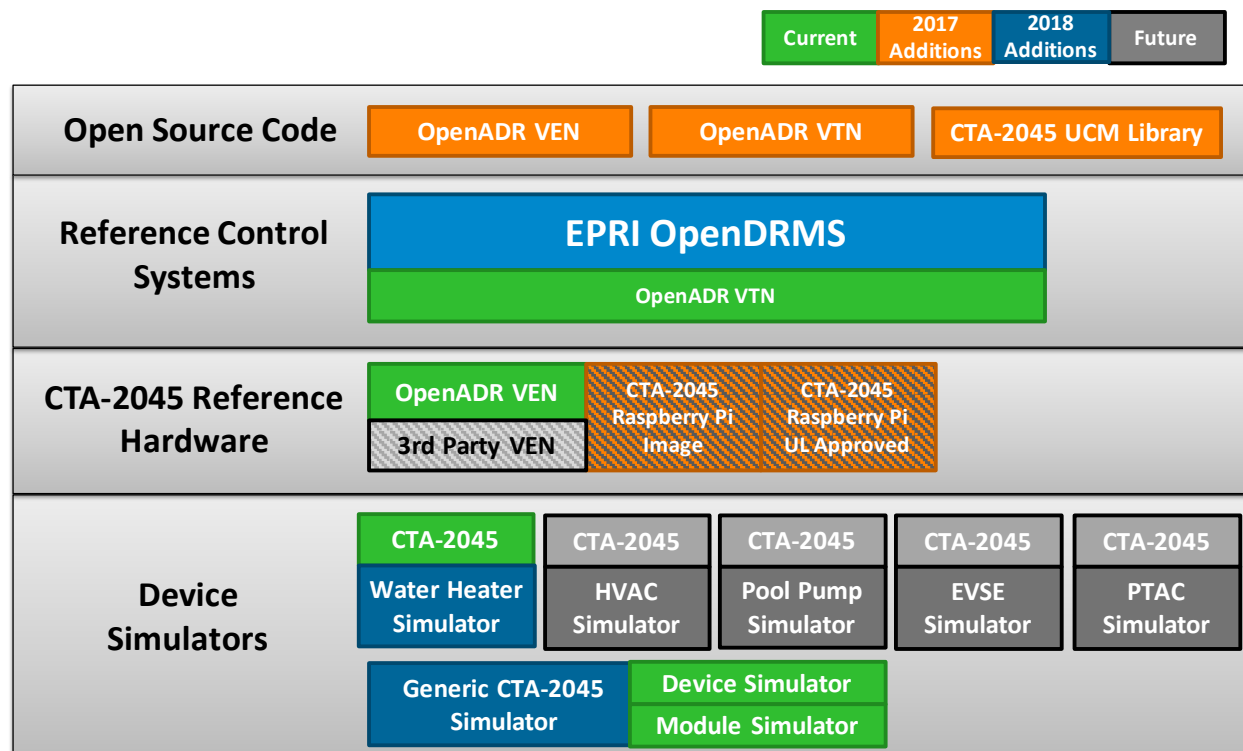 Current
2017
Additions
2018
Additions
Future
Open Source Code
OpenADR VEN
OpenADR VTN
CTA-2045 UCM Library
Reference Control
Systems
EPRI OpenDRMS
OpenADR VTN
CTA-2045 Reference
Hardware
OpenADR VEN
3rd Party VEN
CTA-2045
Raspberry Pi
Image
CTA-2045
Raspberry Pi
UL Approved
Device
Simulators
CTA-2045
Water Heater
Simulator
CTA-2045
HVAC
Simulator
CTA-2045
Pool Pump
Simulator
CTA-2045
EVSE
Simulator
CTA-2045
PTAC
Simulator
Generic CTA-2045
Simulator
Device Simulator
Module Simulator